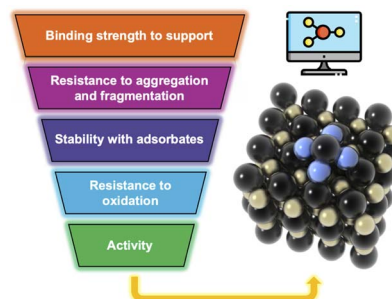 Binding strength to support
Resistance to aggregation
and fragmentation
Stability with adsorbates
Resistance to
oxidation
Activity